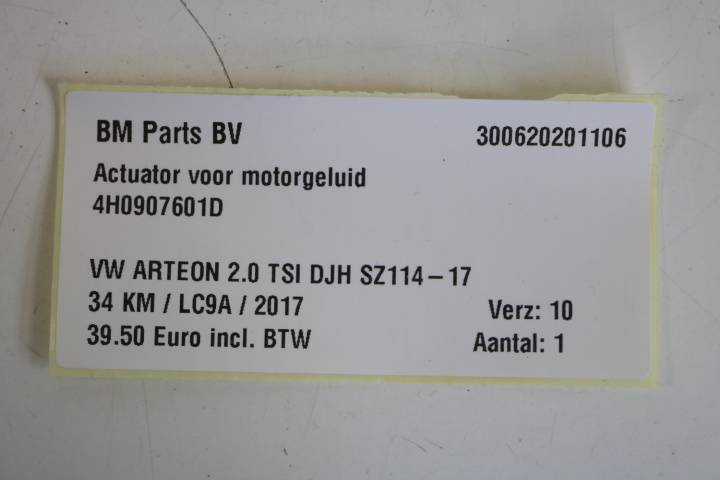 BM Parts BV 300620201106
Actuator voor motorgeluid
4H0907601D
VW ARTEON 2.0 TSI DJH SZ114-17
34 KM / LC9A / 2017 Verz: 10
39.50 Euro incl. BTW Aantal: 1